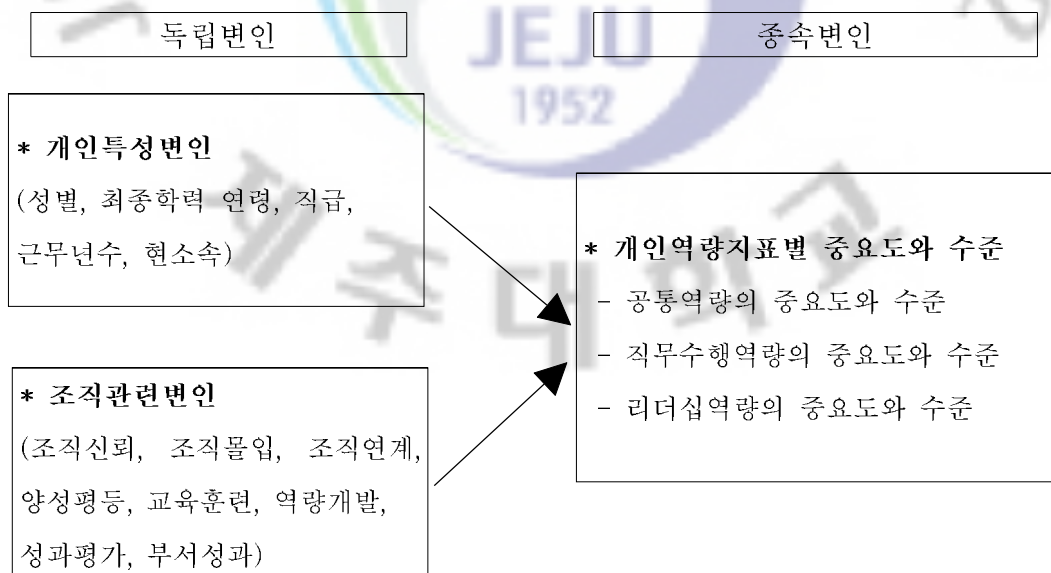 독립변인
종속변인
* 개인특성변인
(성별, 최종학력 연령, 직급,
근무년수, 현소속)
* 조직관련변인
(조직신뢰, 조직몰입, 조직연계,
양성평등, 교육훈련, 역량개발,
성과평가, 부서성과)
* 개인역량지표별 중요도와 수준
- 공통역량의 중요도와 수준
- 직무수행역량의 중요도와 수준
- 리더십역량의 중요도와 수준
JEJU
1952
제주대학교